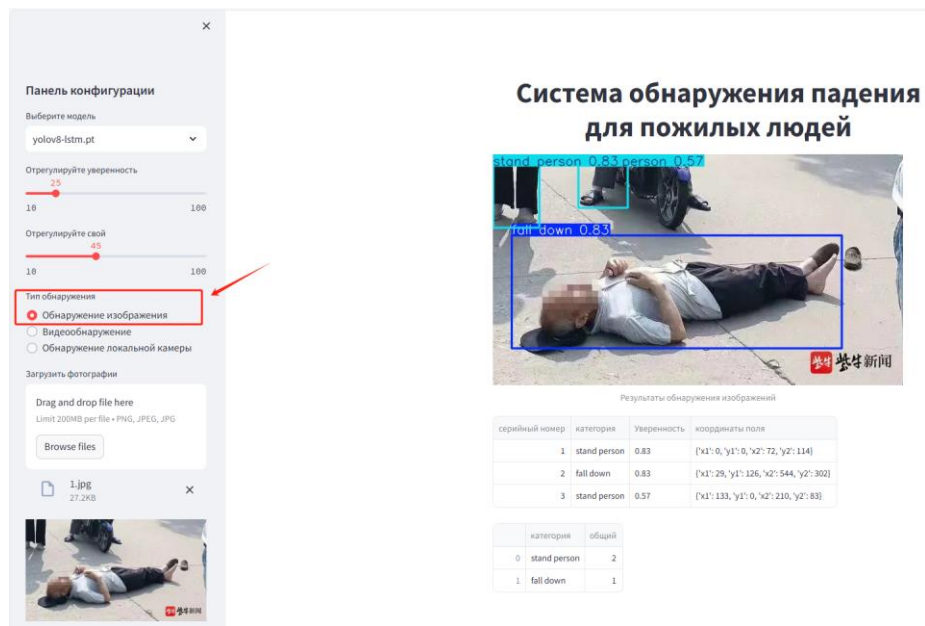 Панель конфигурации
Выберите модель
yolov8-lstm.pt
Отрегулируйте уверенность
25
10 100
Отрегулируйте свой
45
10 100
Тип обнаружения
Обнаружение изображения
Видеообнаружение
Обнаружение локальной камеры
Загрузить фотографии
Drag and drop file here
Limit 200MB per file • PNG, JPEG, JPG
Browse files
1.jpg
27.2KB
紫牛新闻
Система обнаружения падения
для пожилых людей
stand person 0.83 person 0.57
fall down 0.83
紫牛 紫牛新闻
Результаты обнаружения изображений
серийный номер категория Уверенность координаты поля
1 stand person 0.83 {'x1': 0, 'y1': 0, 'x2': 72, 'y2': 114}
2 fall down 0.83 {'x1': 29, 'y1': 126, 'x2': 544, 'y2': 302}
3 stand person 0.57 {'x1': 133, 'y1': 0, 'x2': 210, 'y2': 83}
категория общий
0 stand person 2
1 fall down 1